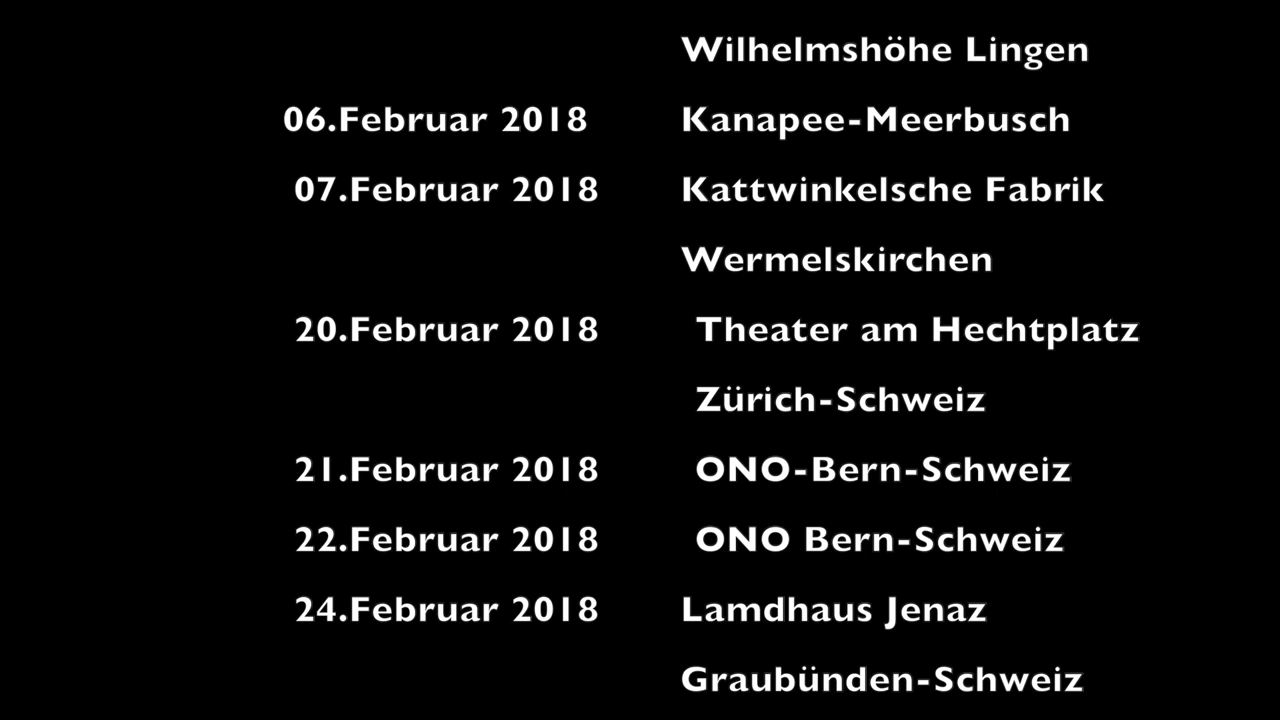 Wilhelmshöhe Lingen
06.Februar 2018 Kanapee-Meerbusch
07.Februar 2018 Kattwinkelsche Fabrik
Wermelskirchen
20.Februar 2018 Theater am Hechtplatz
Zürich-Schweiz
21.Februar 2018 ONO-Bern-Schweiz
22.Februar 2018 ONO Bern-Schweiz
24.Februar 2018 Lamdhaus Jenaz
Graubünden-Schweiz